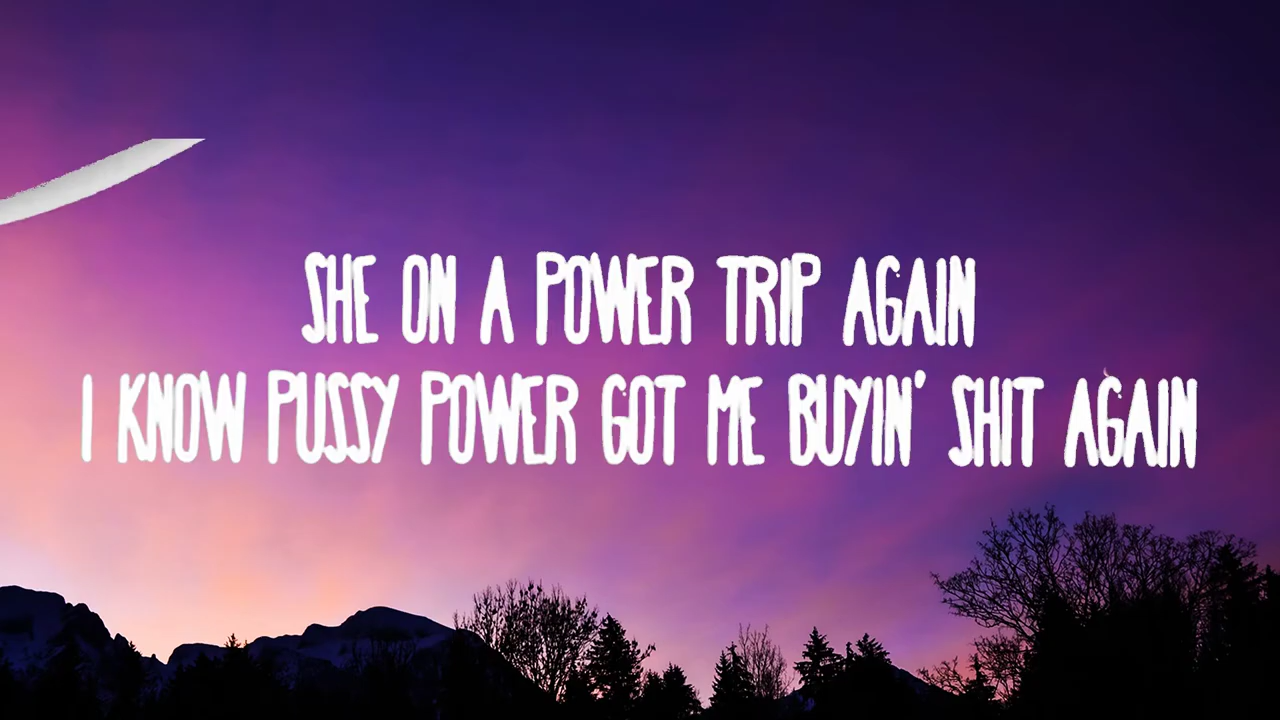 SHE ON A POWER TRIP AGAIN
I KNOW PUSSY POWER GOT ME BUYIN' SHIT AGAIN